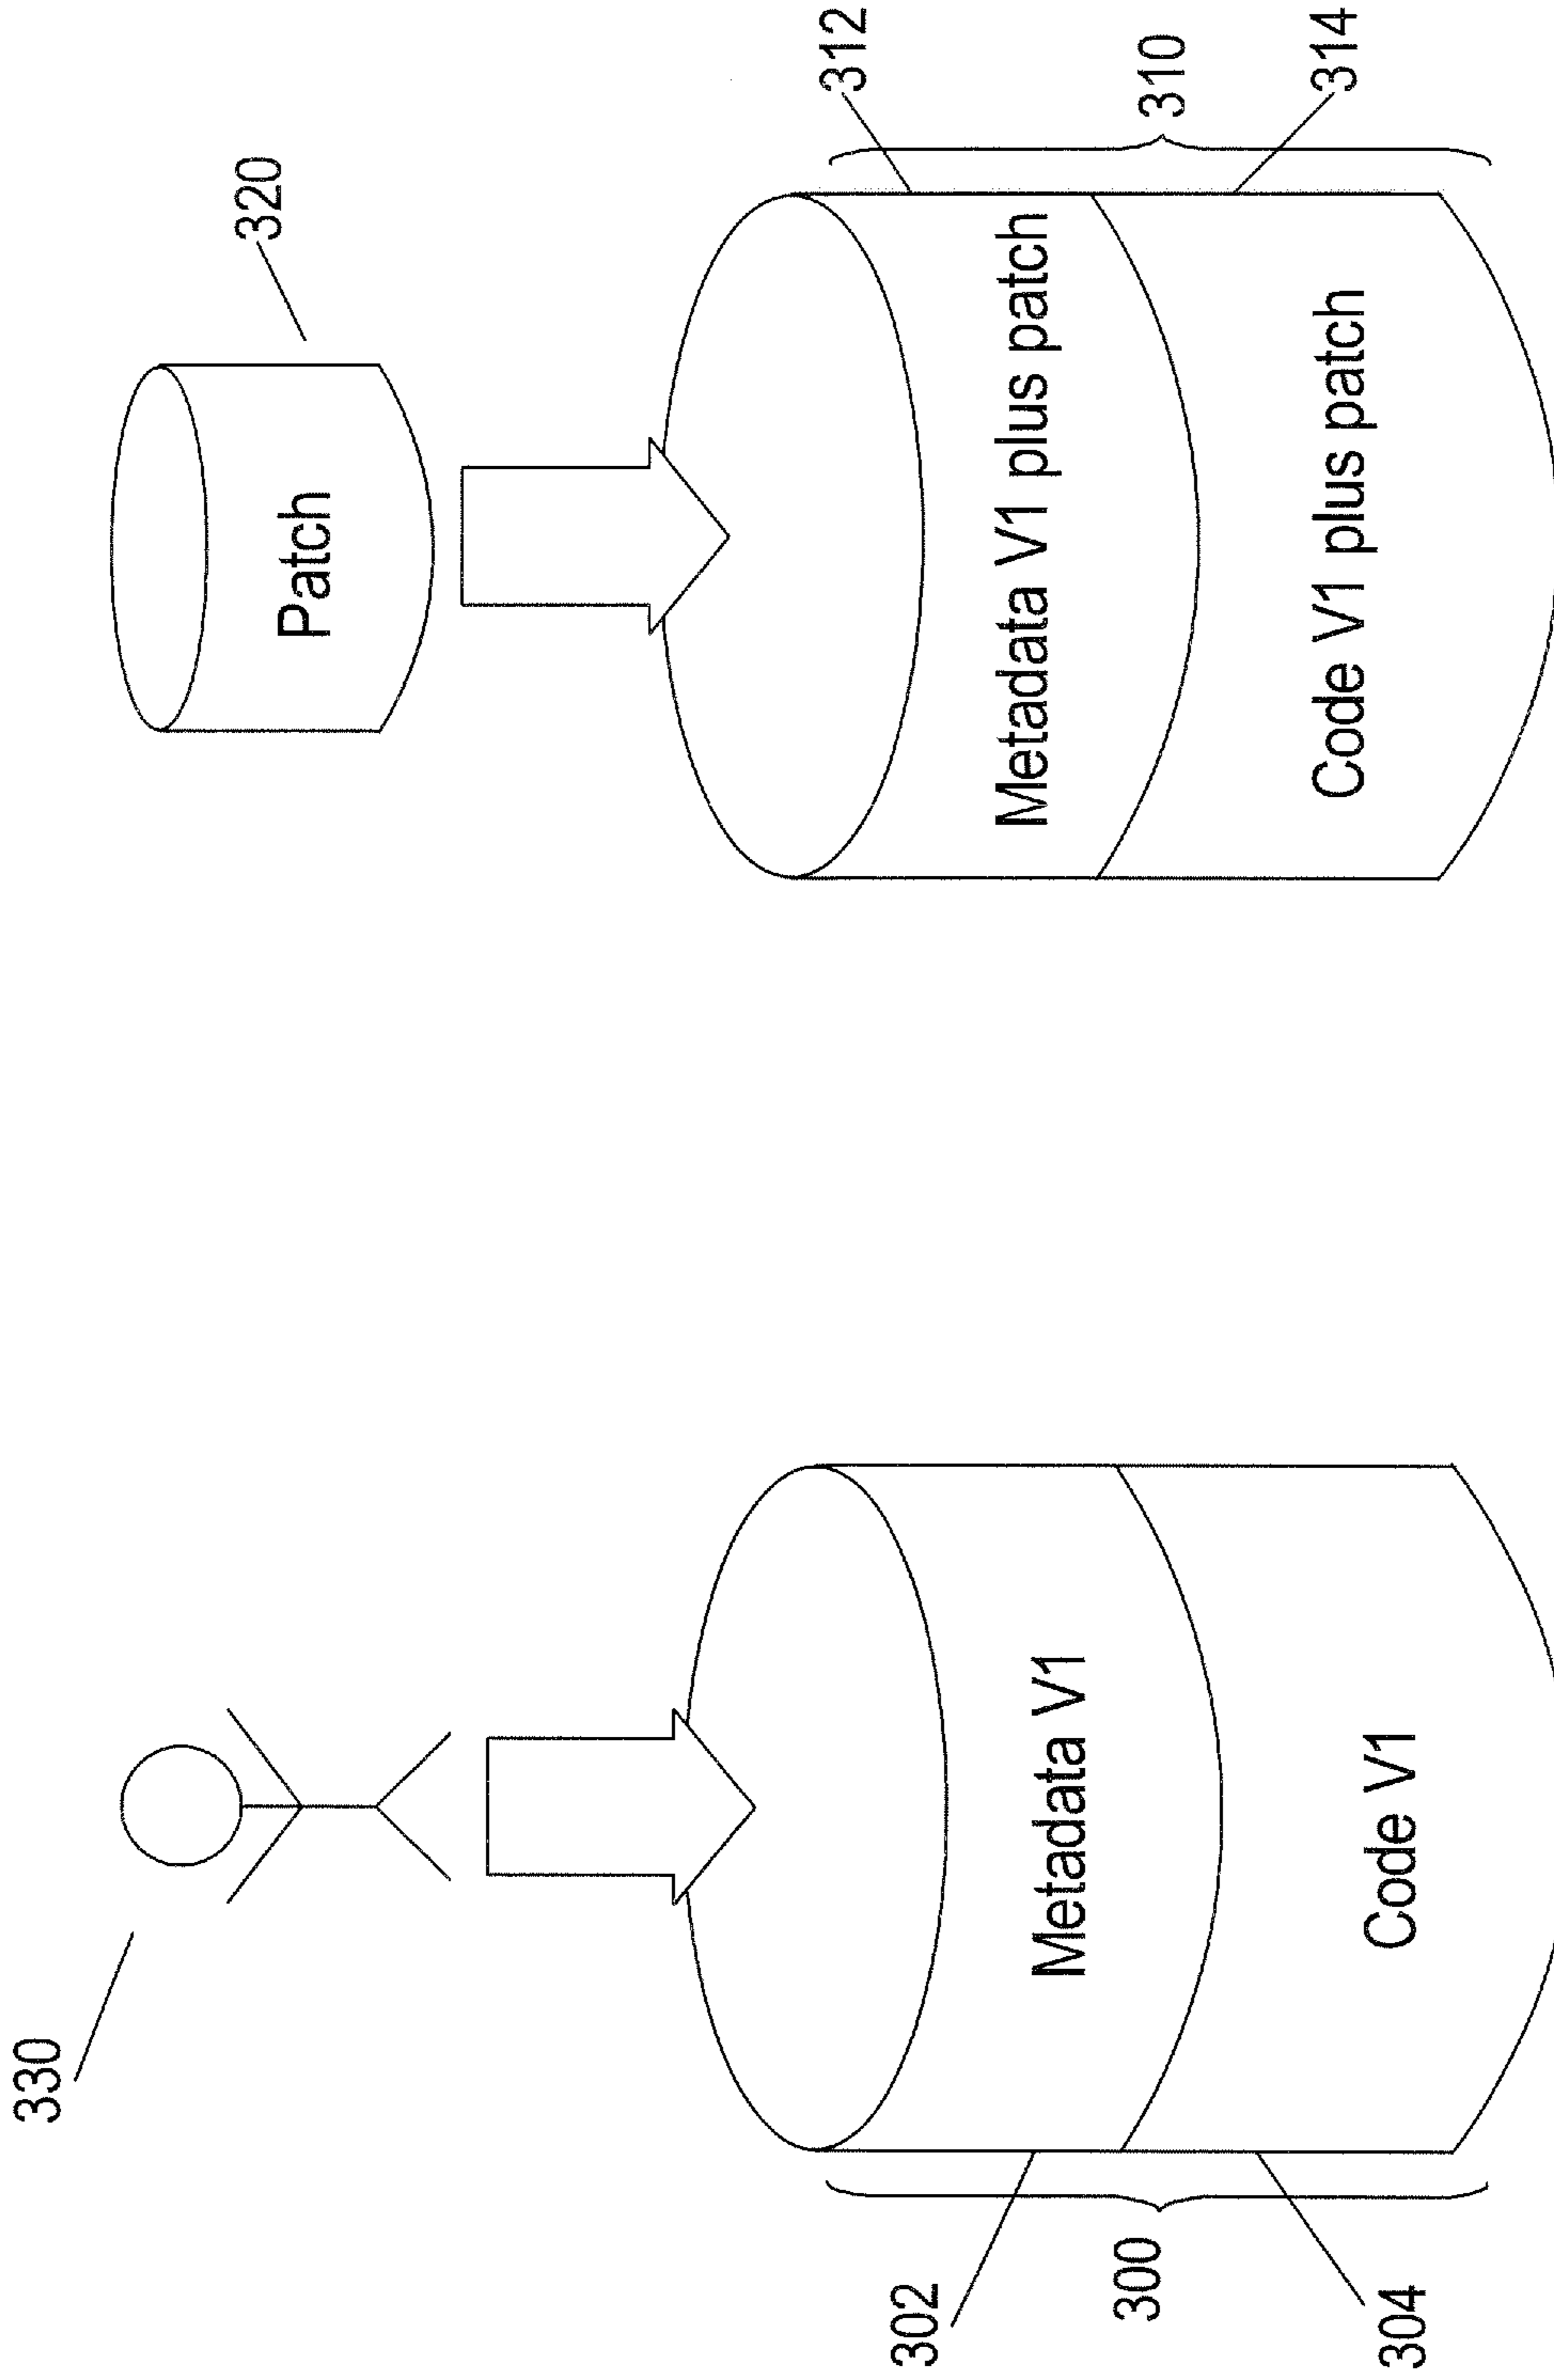 330
302
300
304
Metadata V1
Code V1
320
Patch
Metadata V1 plus patch
Code V1 plus patch
312
310
314